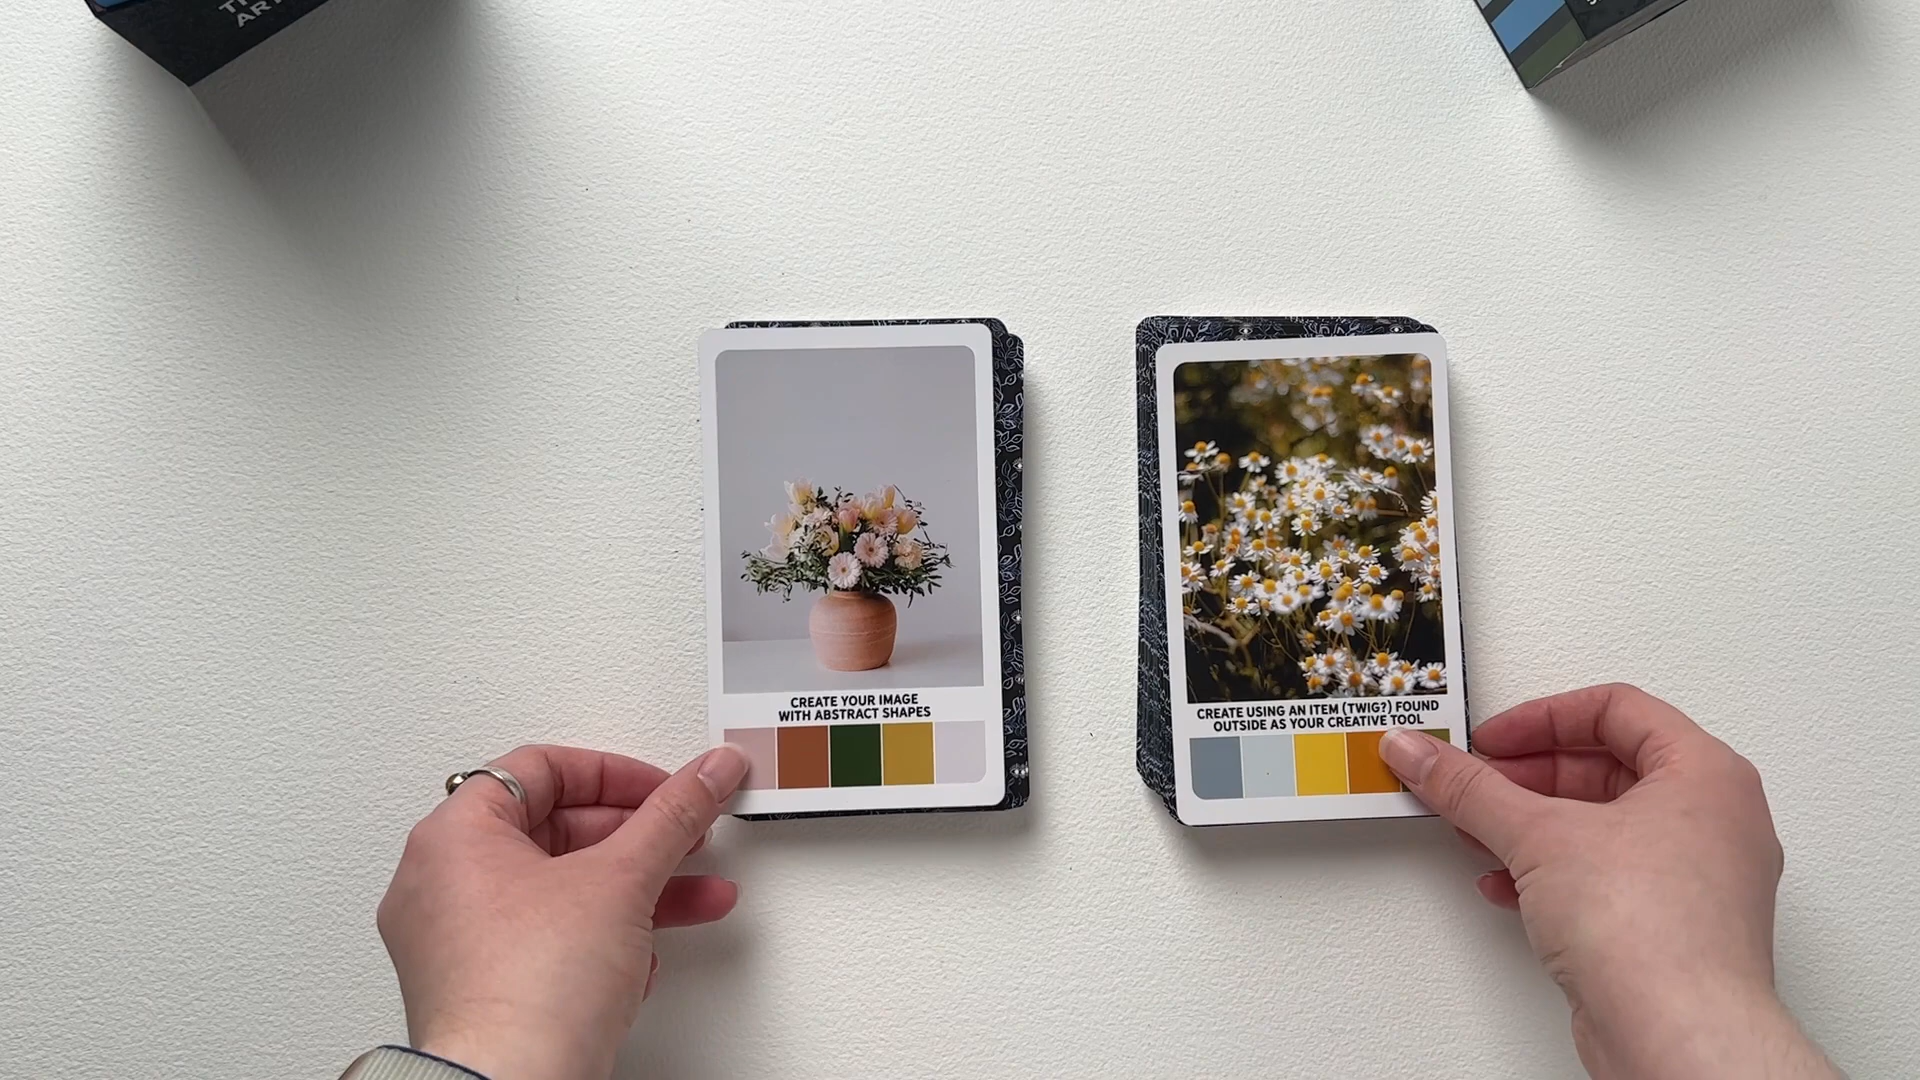 CREATE YOUR IMAGE
WITH ABSTRACT SHAPES
CREATE USING AN ITEM (TWIG?) FOUND
OUTSIDE AS YOUR CREATIVE TOOL